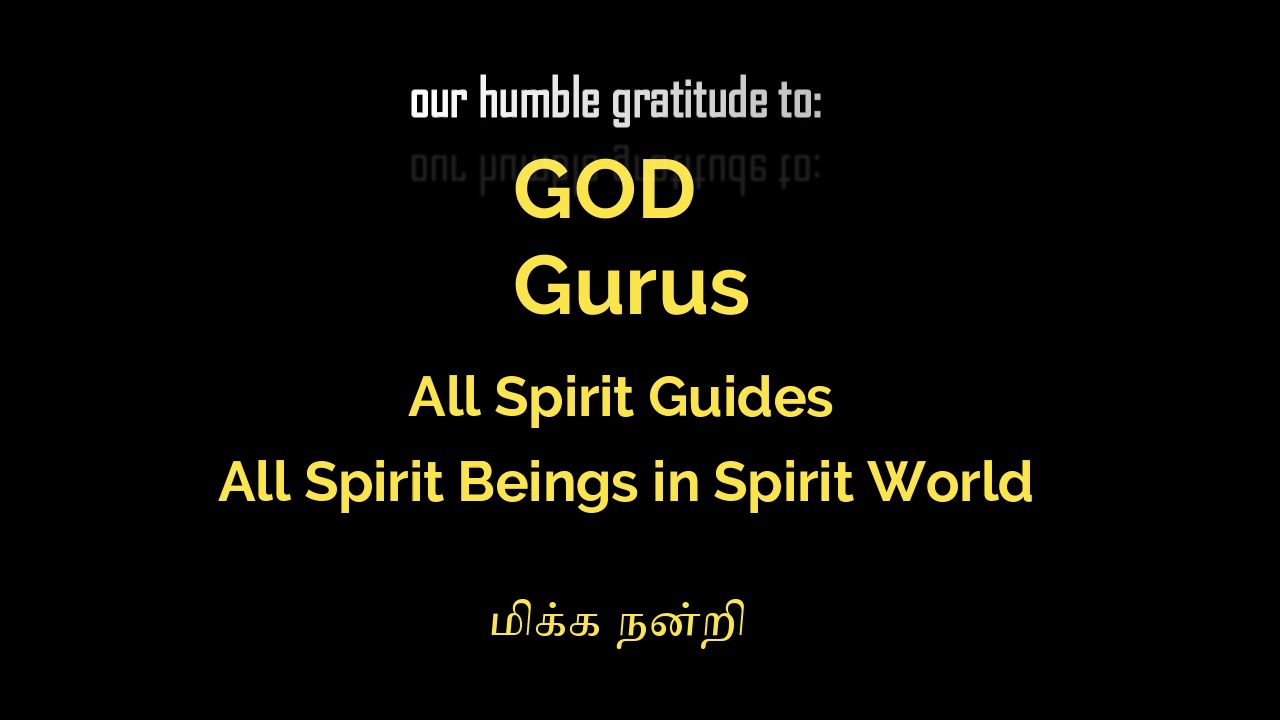 our humble gratitude to:
GOD
Gurus
All Spirit Guides
All Spirit Beings in Spirit World
மிக்க நன்றி